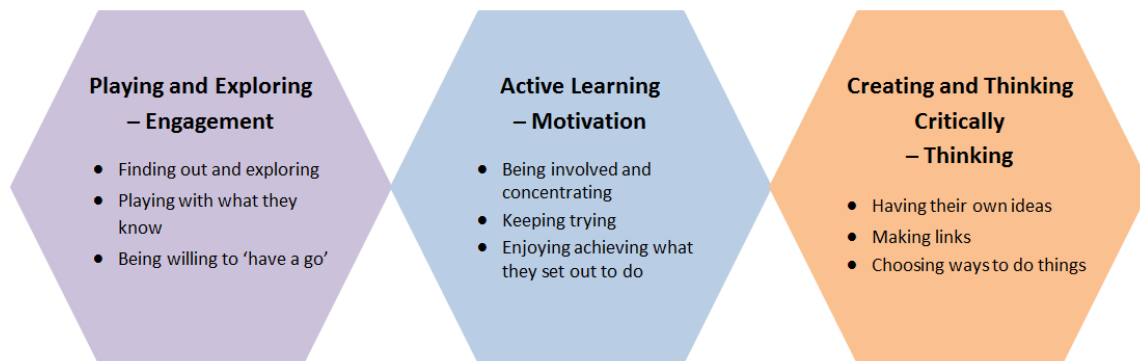 Playing and Exploring
– Engagement
● Finding out and exploring
● Playing with what they
know
● Being willing to ‘have a go’
Active Learning
– Motivation
● Being involved and
concentrating
● Keeping trying
● Enjoying achieving what
they set out to do
Creating and Thinking
Critically
– Thinking
● Having their own ideas
● Making links
● Choosing ways to do things